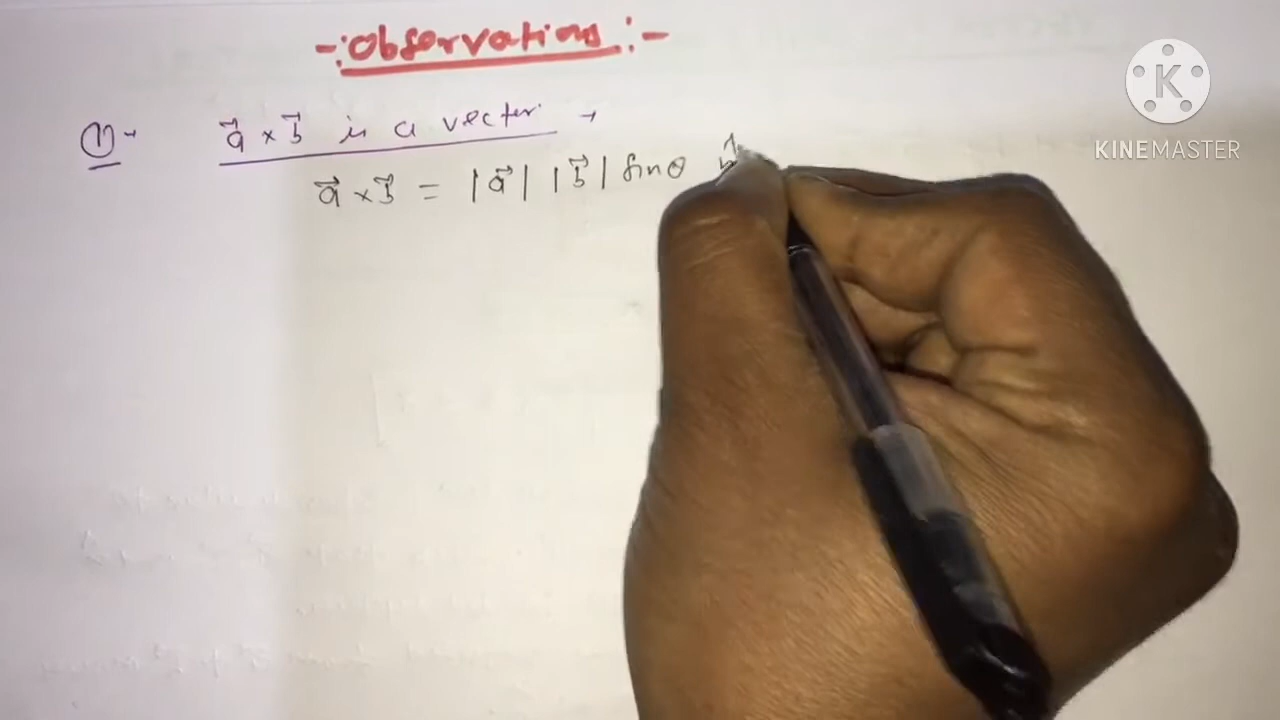 -: Observations :-
① → a⃗ × b⃗ is a vector. →
a⃗ × b⃗ = |a⃗| |b⃗| sinθ
K
KINEMASTER